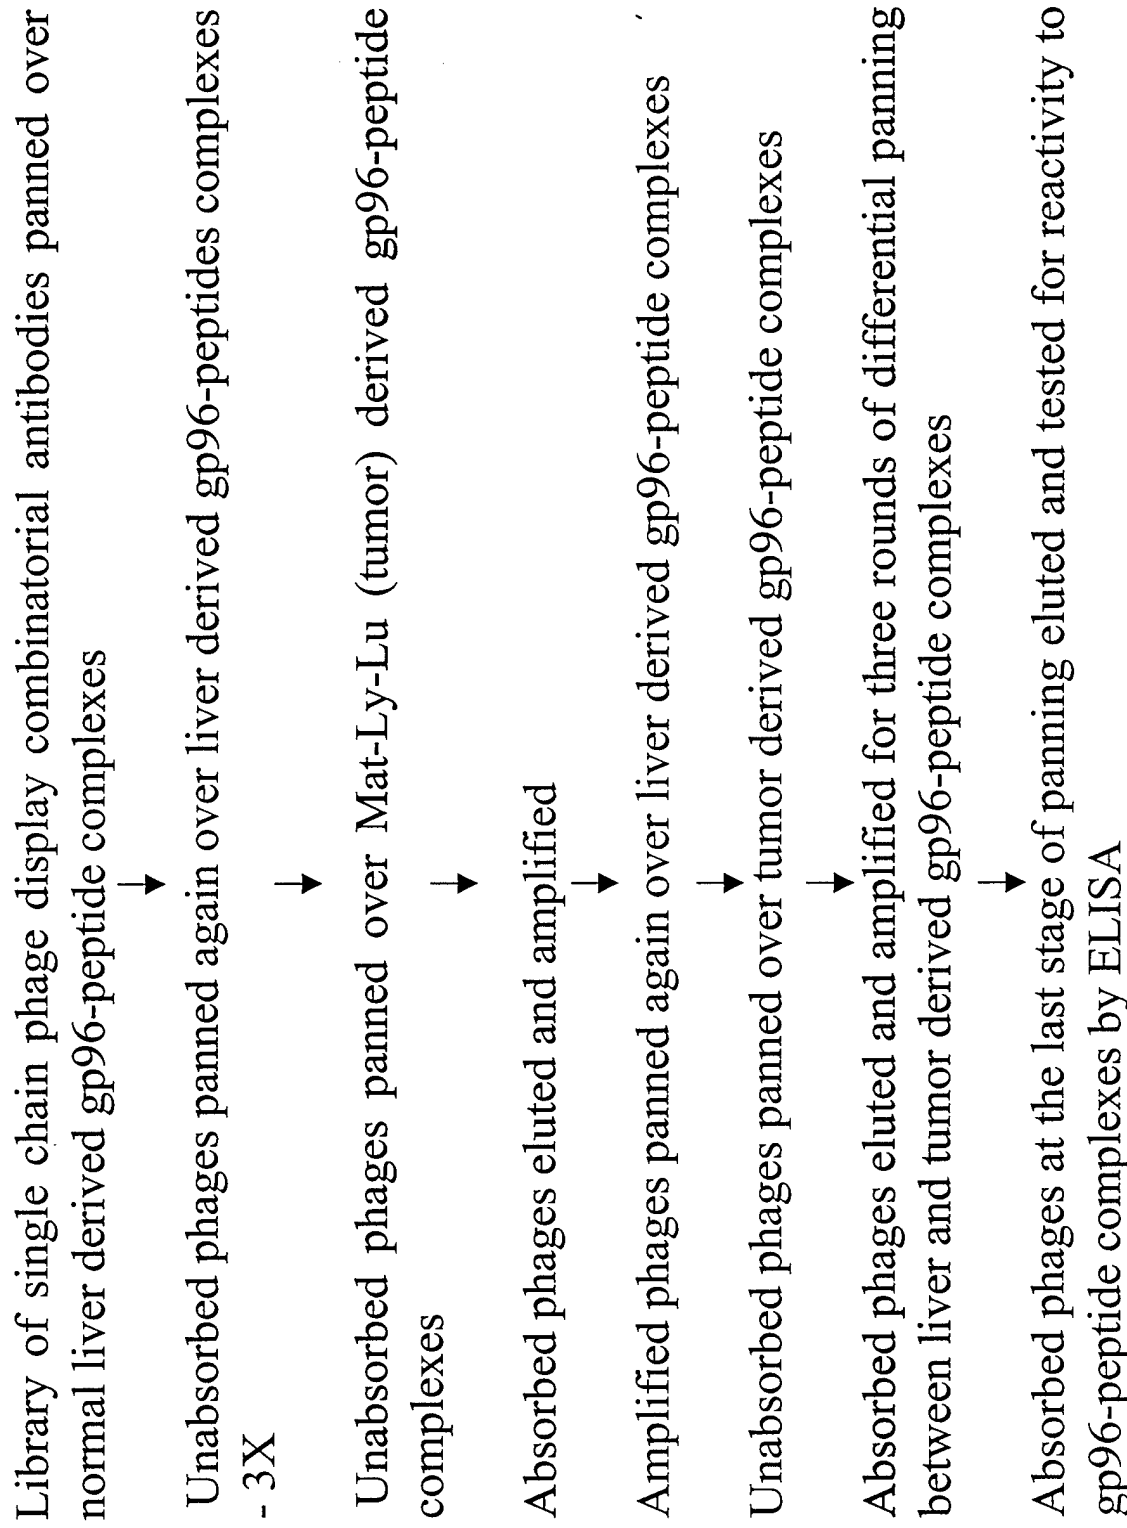 Library of single chain phage display combinatorial antibodies panned over
normal liver derived gp96-peptide complexes
Unabsorbed phages panned again over liver derived gp96-peptides complexes
- 3X
Unabsorbed phages panned over Mat-Ly-Lu (tumor) derived gp96-peptide
complexes
Absorbed phages eluted and amplified
Amplified phages panned again over liver derived gp96-peptide complexes
Unabsorbed phages panned over tumor derived gp96-peptide complexes
Absorbed phages eluted and amplified for three rounds of differential panning
between liver and tumor derived gp96-peptide complexes
Absorbed phages at the last stage of panning eluted and tested for reactivity to
gp96-peptide complexes by ELISA